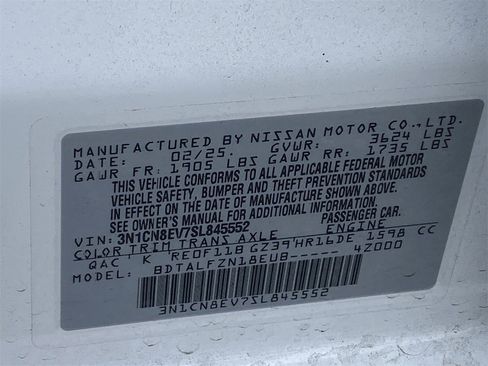 MANUFACTURED BY NISSAN MOTOR CO., LTD.
DATE: 02/25. GVWR: 3624 LBS
GAWR FR: 1905 LBS GAWR RR: 1735 LBS
THIS VEHICLE CONFORMS TO ALL APPLICABLE FEDERAL MOTOR
VEHICLE SAFETY, BUMPER, AND THEFT PREVENTION STANDARDS
IN EFFECT ON THE DATE OF MANUFACTURE SHOWN ABOVE.
SEE OWNER'S MANUAL FOR ADDITIONAL INFORMATION.
VIN: 3N1CN8EV7SL845552 PASSENGER CAR.
COLOR TRIM TRANS AXLE ENGINE
QAC K RE0F11B GZ39 HR16DE 1598 CC
MODEL: BDTALFZN18EUB----- 4Z000
3N1CN8EV7SL845552